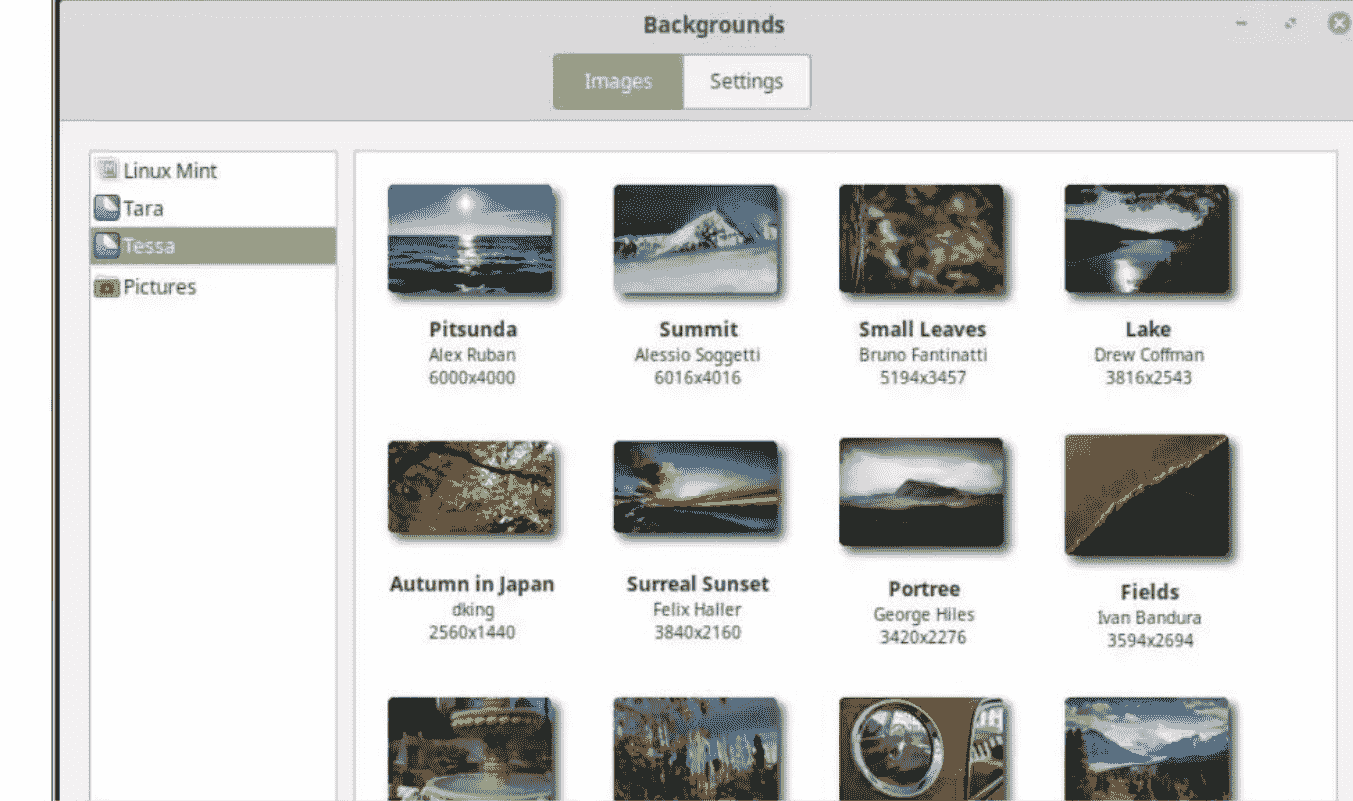 Backgrounds
Images
Settings
Linux Mint
Tara
Tessa
Pictures
Pitsunda
Alex Ruban
6000x4000
Summit
Alessio Soggetti
6016x4016
Small Leaves
Bruno Fantinatti
5194x3457
Lake
Drew Coffman
3816x2543
Autumn in Japan
dking
2560x1440
Surreal Sunset
Felix Haller
3840x2160
Portree
George Hiles
3420x2276
Fields
Ivan Bandura
3594x2694